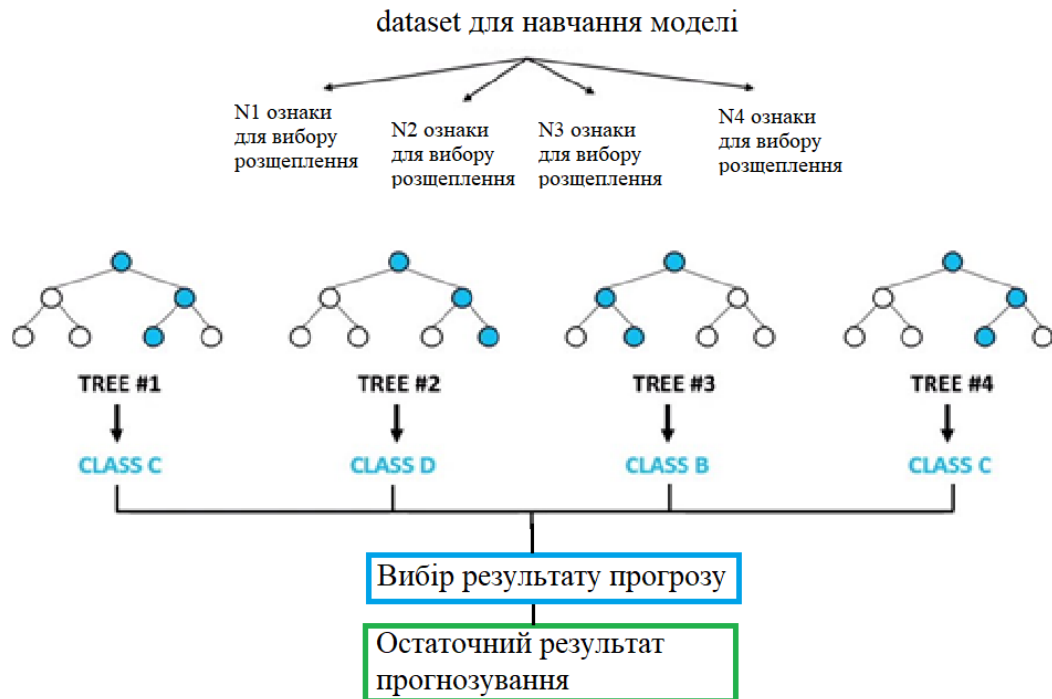 dataset для навчання моделі
N1 ознаки
для вибору
розщеплення
N2 ознаки
для вибору
розщеплення
N3 ознаки
для вибору
розщеплення
N4 ознаки
для вибору
розщеплення
TREE #1
TREE #2
TREE #3
TREE #4
CLASS C
CLASS D
CLASS B
CLASS C
Вибір результату прогрозу
Остаточний результат
прогнозування